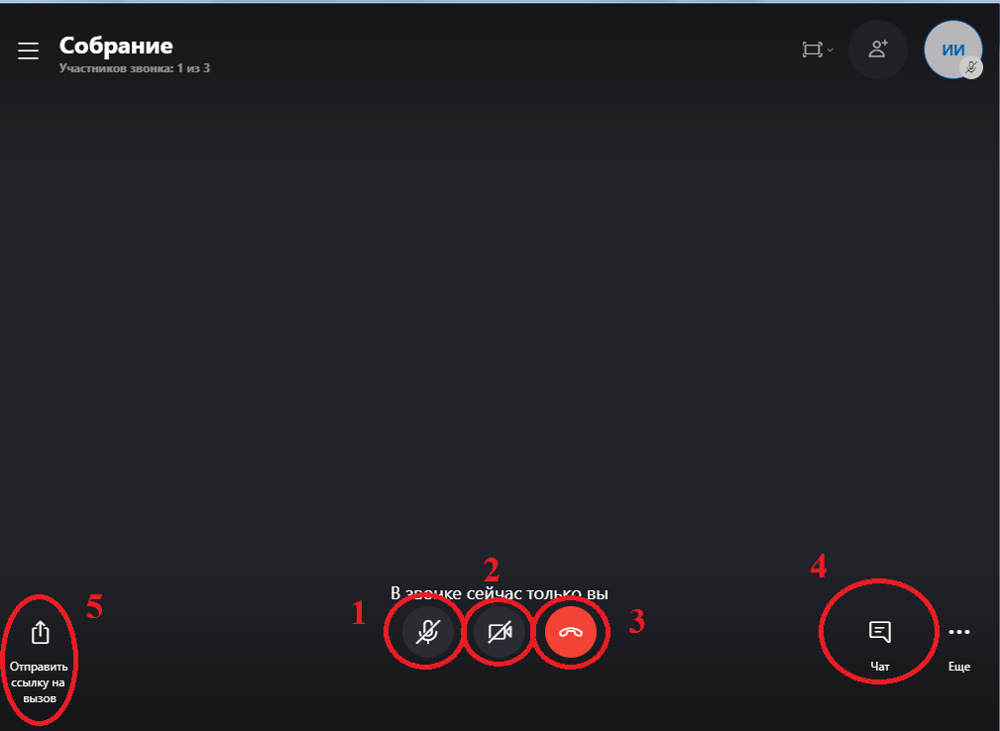 Собрание
Участников звонка: 1 из 3
ИИ
В звонке сейчас только вы
1
2
3
4
5
Отправить
ссылку на
вызов
Чат
Еще